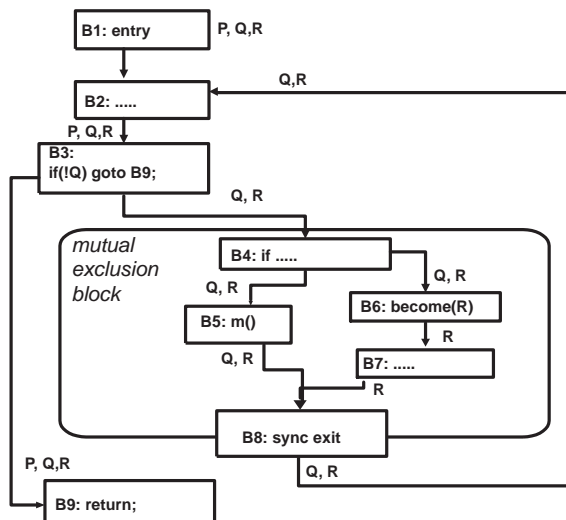 B1: entry
P, Q,R
Q,R
B2: .....
P, Q,R
B3:
if(!Q) goto B9;
Q, R
mutual
exclusion
block
B4: if .....
Q, R
Q, R
B6: become(R)
B5: m()
R
Q, R
B7: .....
R
B8: sync exit
P, Q,R
Q, R
B9: return;